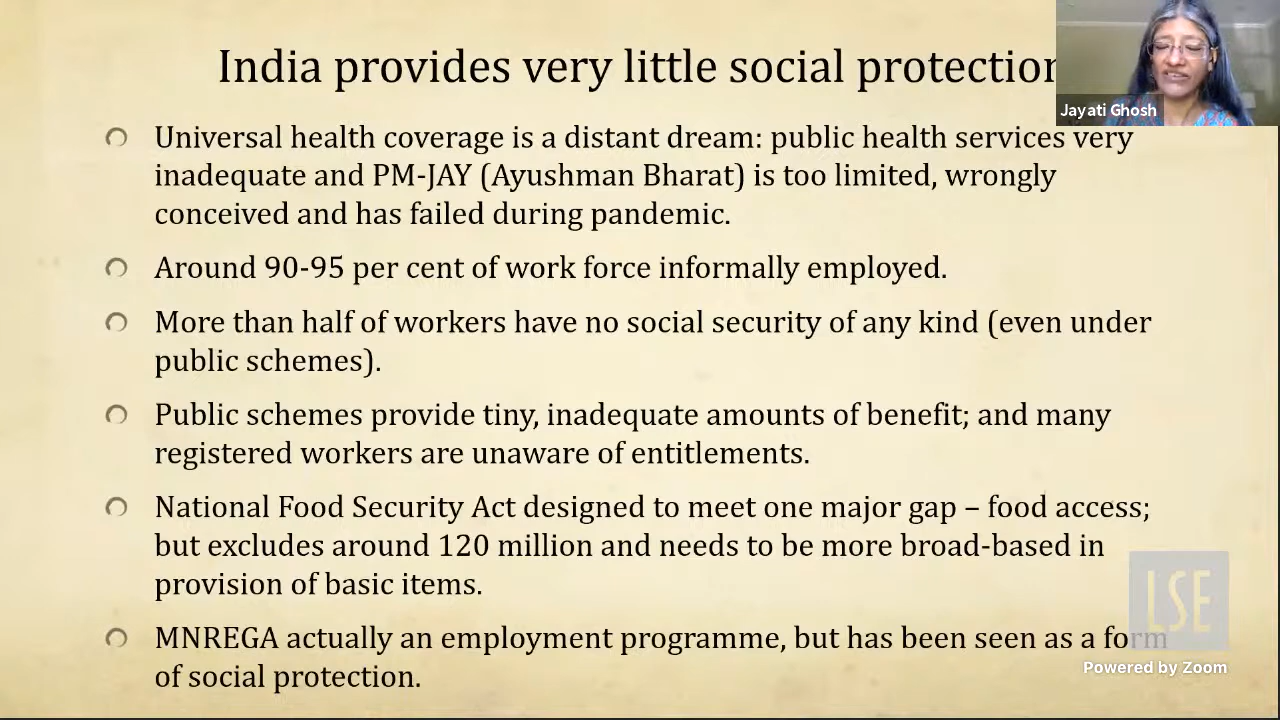 India provides very little social protection
Jayati Ghosh
Universal health coverage is a distant dream: public health services very
inadequate and PM-JAY (Ayushman Bharat) is too limited, wrongly
conceived and has failed during pandemic.
Around 90-95 per cent of work force informally employed.
More than half of workers have no social security of any kind (even under
public schemes).
Public schemes provide tiny, inadequate amounts of benefit; and many
registered workers are unaware of entitlements.
National Food Security Act designed to meet one major gap – food access;
but excludes around 120 million and needs to be more broad-based in
provision of basic items.
LSE
MNREGA actually an employment programme, but has been seen as a form
of social protection.
Powered by Zoom